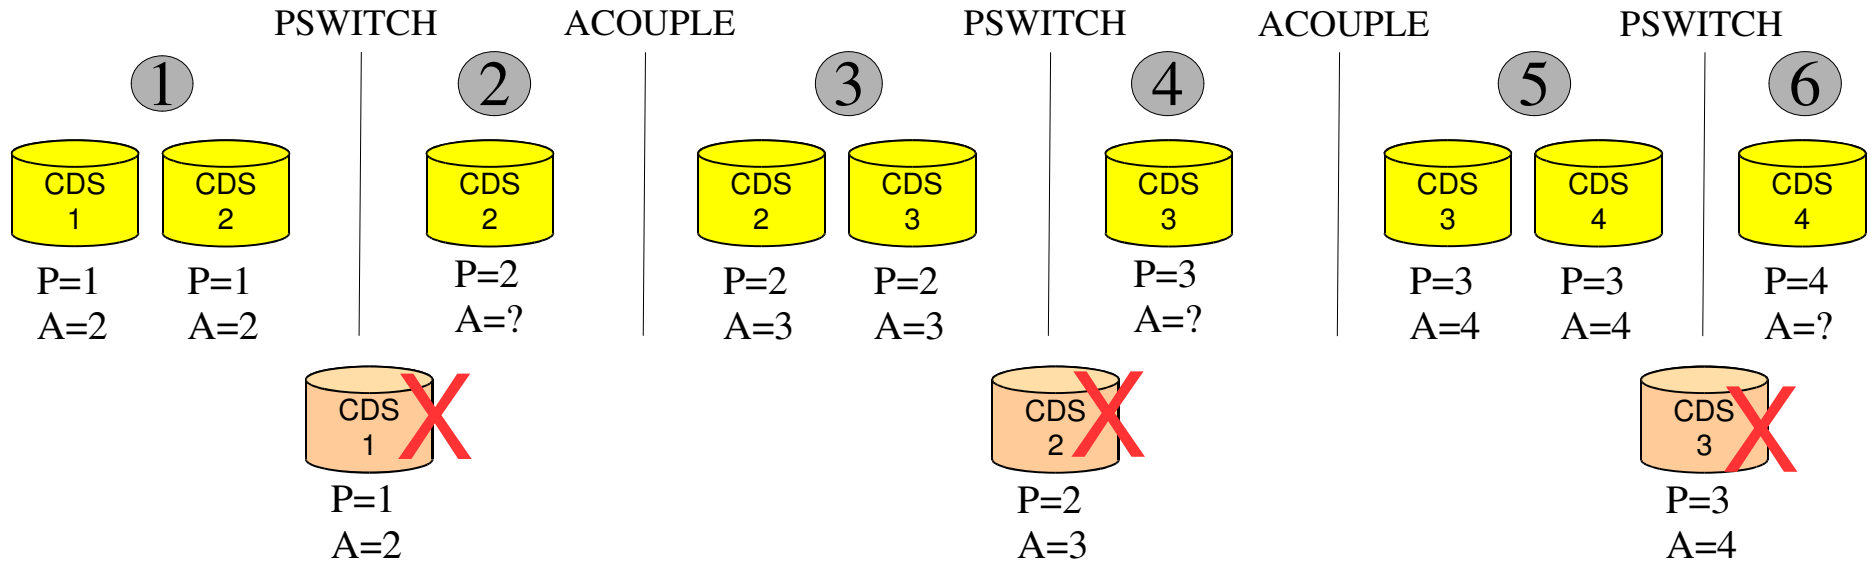 PSWITCH ACOUPLE PSWITCH ACOUPLE PSWITCH
1 2 3 4 5 6
CDS CDS CDS CDS CDS CDS CDS CDS CDS
1 2 2 2 3 3 3 4 4
P=1 P=1 P=2 P=2 P=2 P=3 P=3 P=3 P=4
A=2 A=2 A=? A=3 A=3 A=? A=4 A=4 A=?
CDS X CDS X CDS X
1 2 3
P=1 P=2 P=3
A=2 A=3 A=4